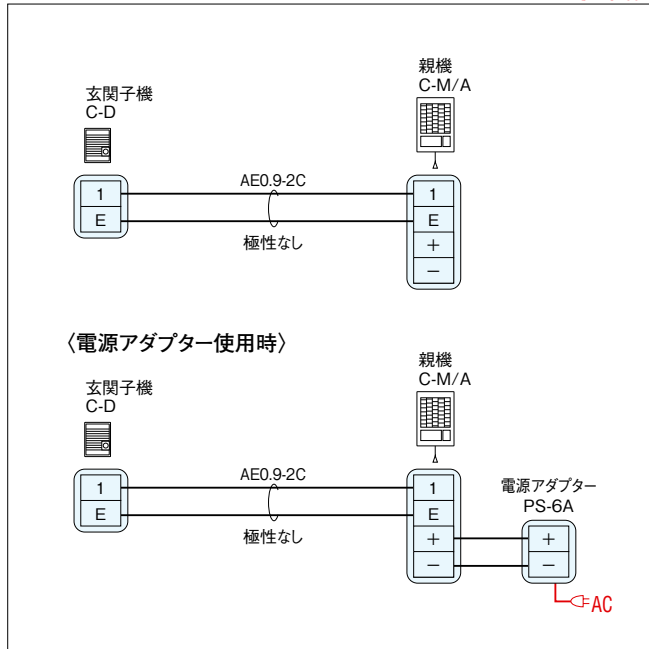 親機
C-M/A
玄関子機
C-D
AE0.9-2C
1
E
1
E
+
−
極性なし
〈電源アダプター使用時〉
親機
C-M/A
玄関子機
C-D
AE0.9-2C
1
E
1
E
+
−
極性なし
電源アダプター
PS-6A
+
−
AC